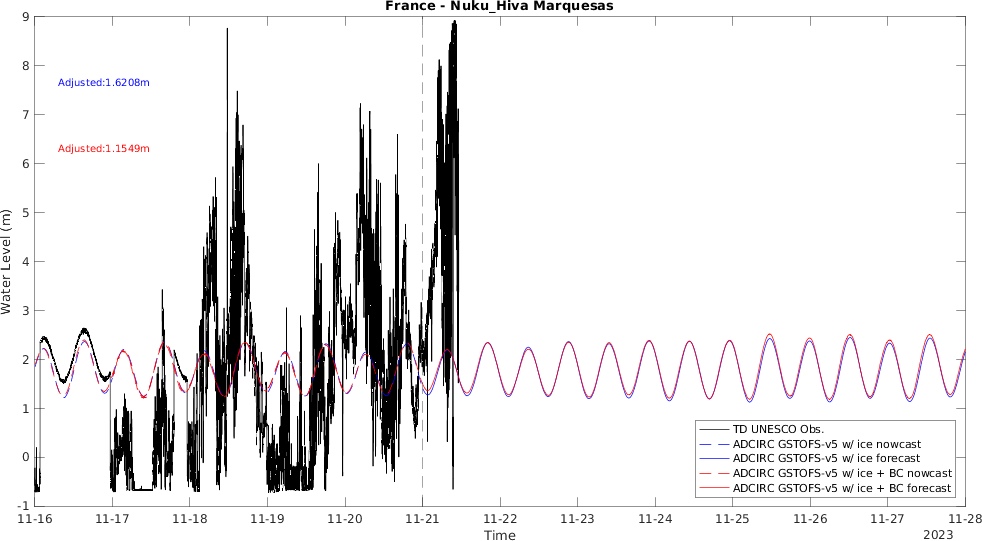 France - Nuku_Hiva Marquesas
9
8
7
6
5
4
3
2
1
0
-1
Water Level (m)
Adjusted:1.6208m
Adjusted:1.1549m
TD UNESCO Obs.
ADCIRC GSTOFS-v5 w/ ice nowcast
ADCIRC GSTOFS-v5 w/ ice forecast
ADCIRC GSTOFS-v5 w/ ice + BC nowcast
ADCIRC GSTOFS-v5 w/ ice + BC forecast
11-16 11-17 11-18 11-19 11-20 11-21 11-22 11-23 11-24 11-25 11-26 11-27 11-28
Time
2023